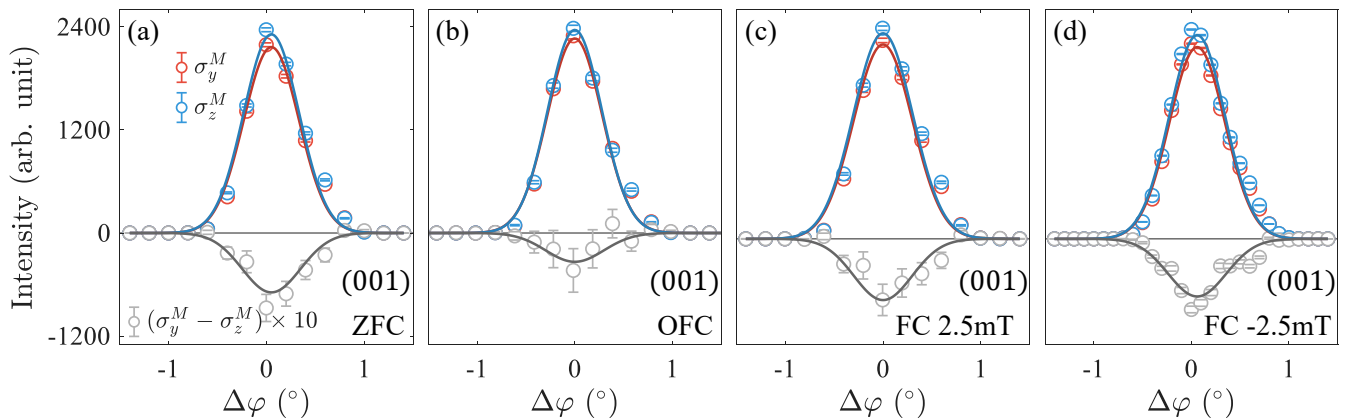 Intensity (arb. unit)
2400
1200
0
-1200
(a)
σ_y^M
σ_z^M
(σ_y^M − σ_z^M) × 10
(001)
ZFC
-1 0 1
Δφ (°)
(b)
(001)
OFC
-1 0 1
Δφ (°)
(c)
(001)
FC 2.5mT
-1 0 1
Δφ (°)
(d)
(001)
FC -2.5mT
-1 0 1
Δφ (°)